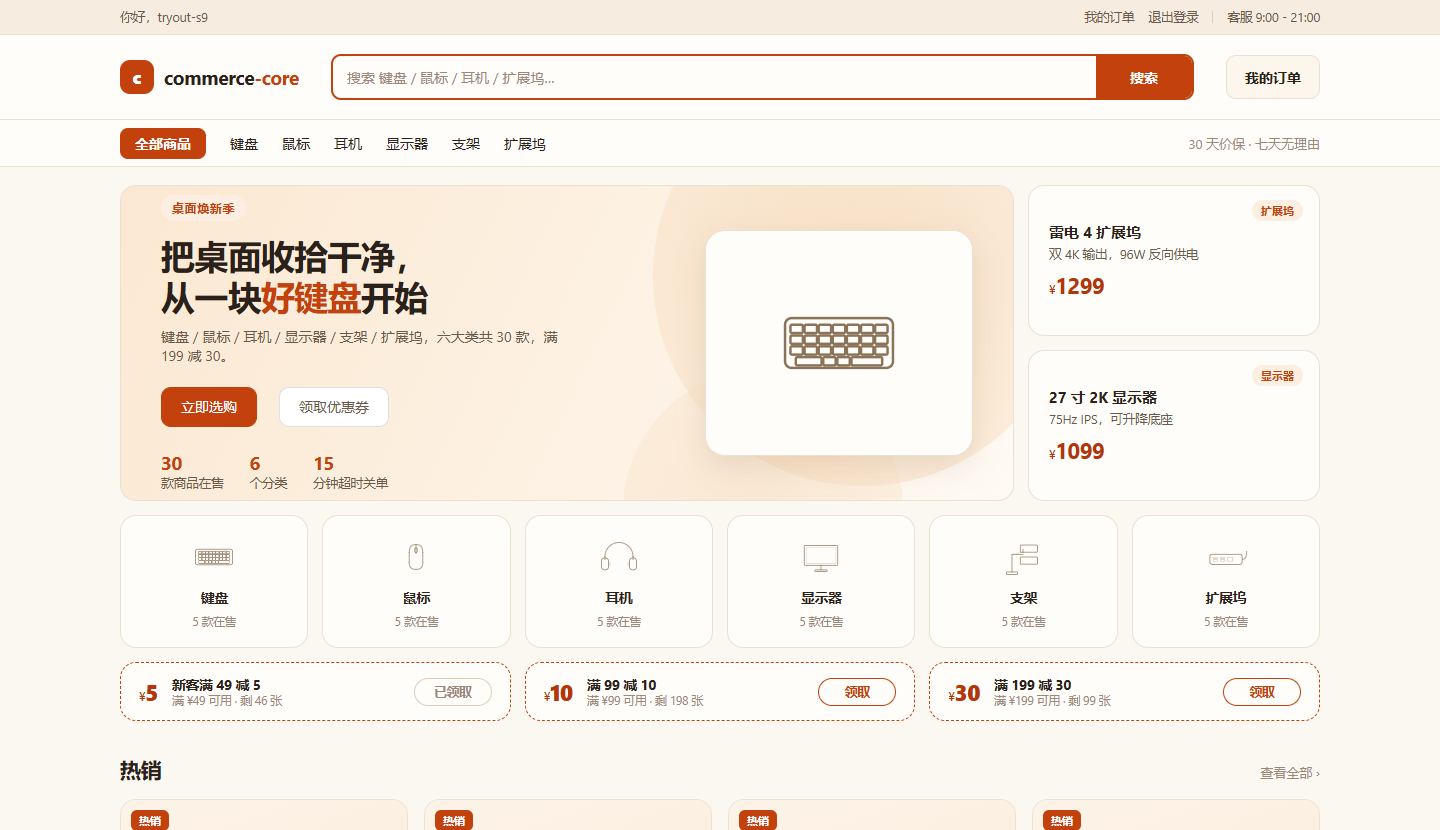 你好，tryout-s9
我的订单 退出登录 客服 9:00 - 21:00
c commerce-core
搜索 键盘 / 鼠标 / 耳机 / 扩展坞...
搜索
我的订单
全部商品 键盘 鼠标 耳机 显示器 支架 扩展坞
30 天价保 · 七天无理由
桌面焕新季
把桌面收拾干净，
从一块好键盘开始
键盘 / 鼠标 / 耳机 / 显示器 / 支架 / 扩展坞，六大类共 30 款，满
199 减 30。
立即选购 领取优惠券
30 6 15
款商品在售 个分类 分钟超时关单
扩展坞
雷电 4 扩展坞
双 4K 输出，96W 反向供电
¥1299
显示器
27 寸 2K 显示器
75Hz IPS，可升降底座
¥1099
键盘 鼠标 耳机 显示器 支架 扩展坞
5 款在售 5 款在售 5 款在售 5 款在售 5 款在售 5 款在售
¥5
新客满 49 减 5
满 ¥49 可用 · 剩 46 张
已领取
¥10
满 99 减 10
满 ¥99 可用 · 剩 198 张
领取
¥30
满 199 减 30
满 ¥199 可用 · 剩 99 张
领取
热销
查看全部 ›
热销 热销 热销 热销